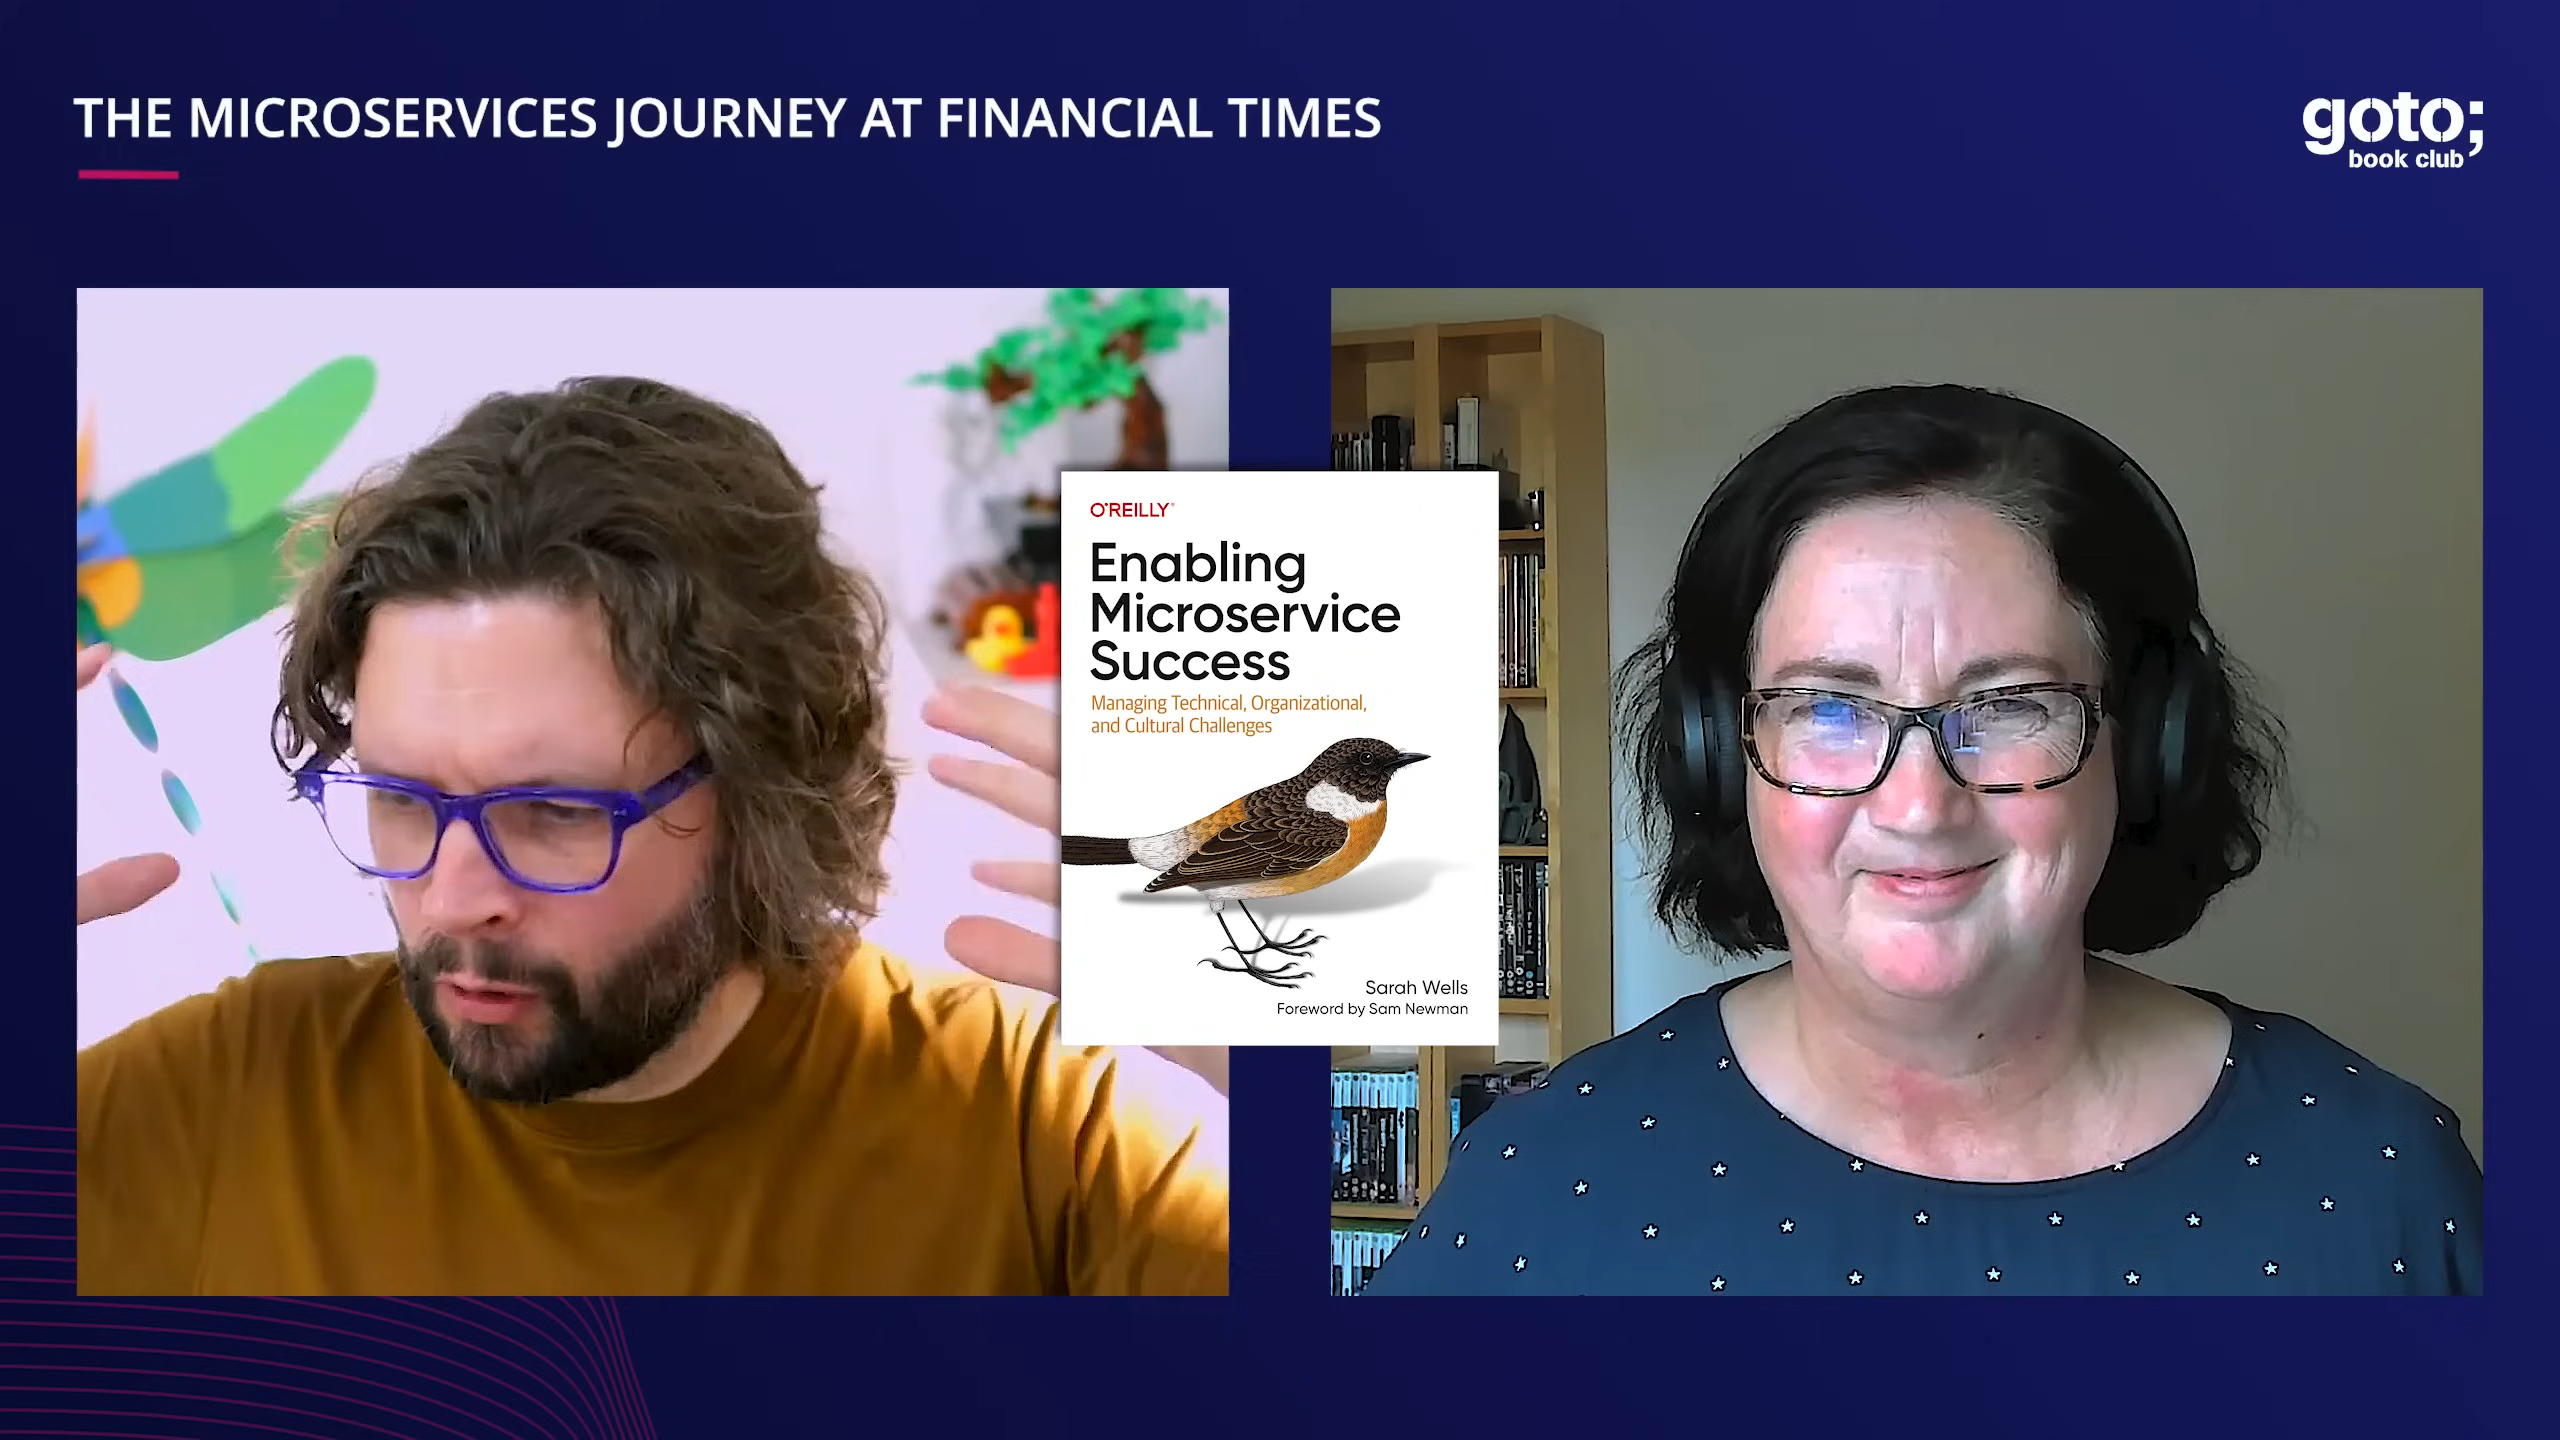 THE MICROSERVICES JOURNEY AT FINANCIAL TIMES
goto;
book club
O'REILLY®
Enabling
Microservice
Success
Managing Technical, Organizational,
and Cultural Challenges
Sarah Wells
Foreword by Sam Newman